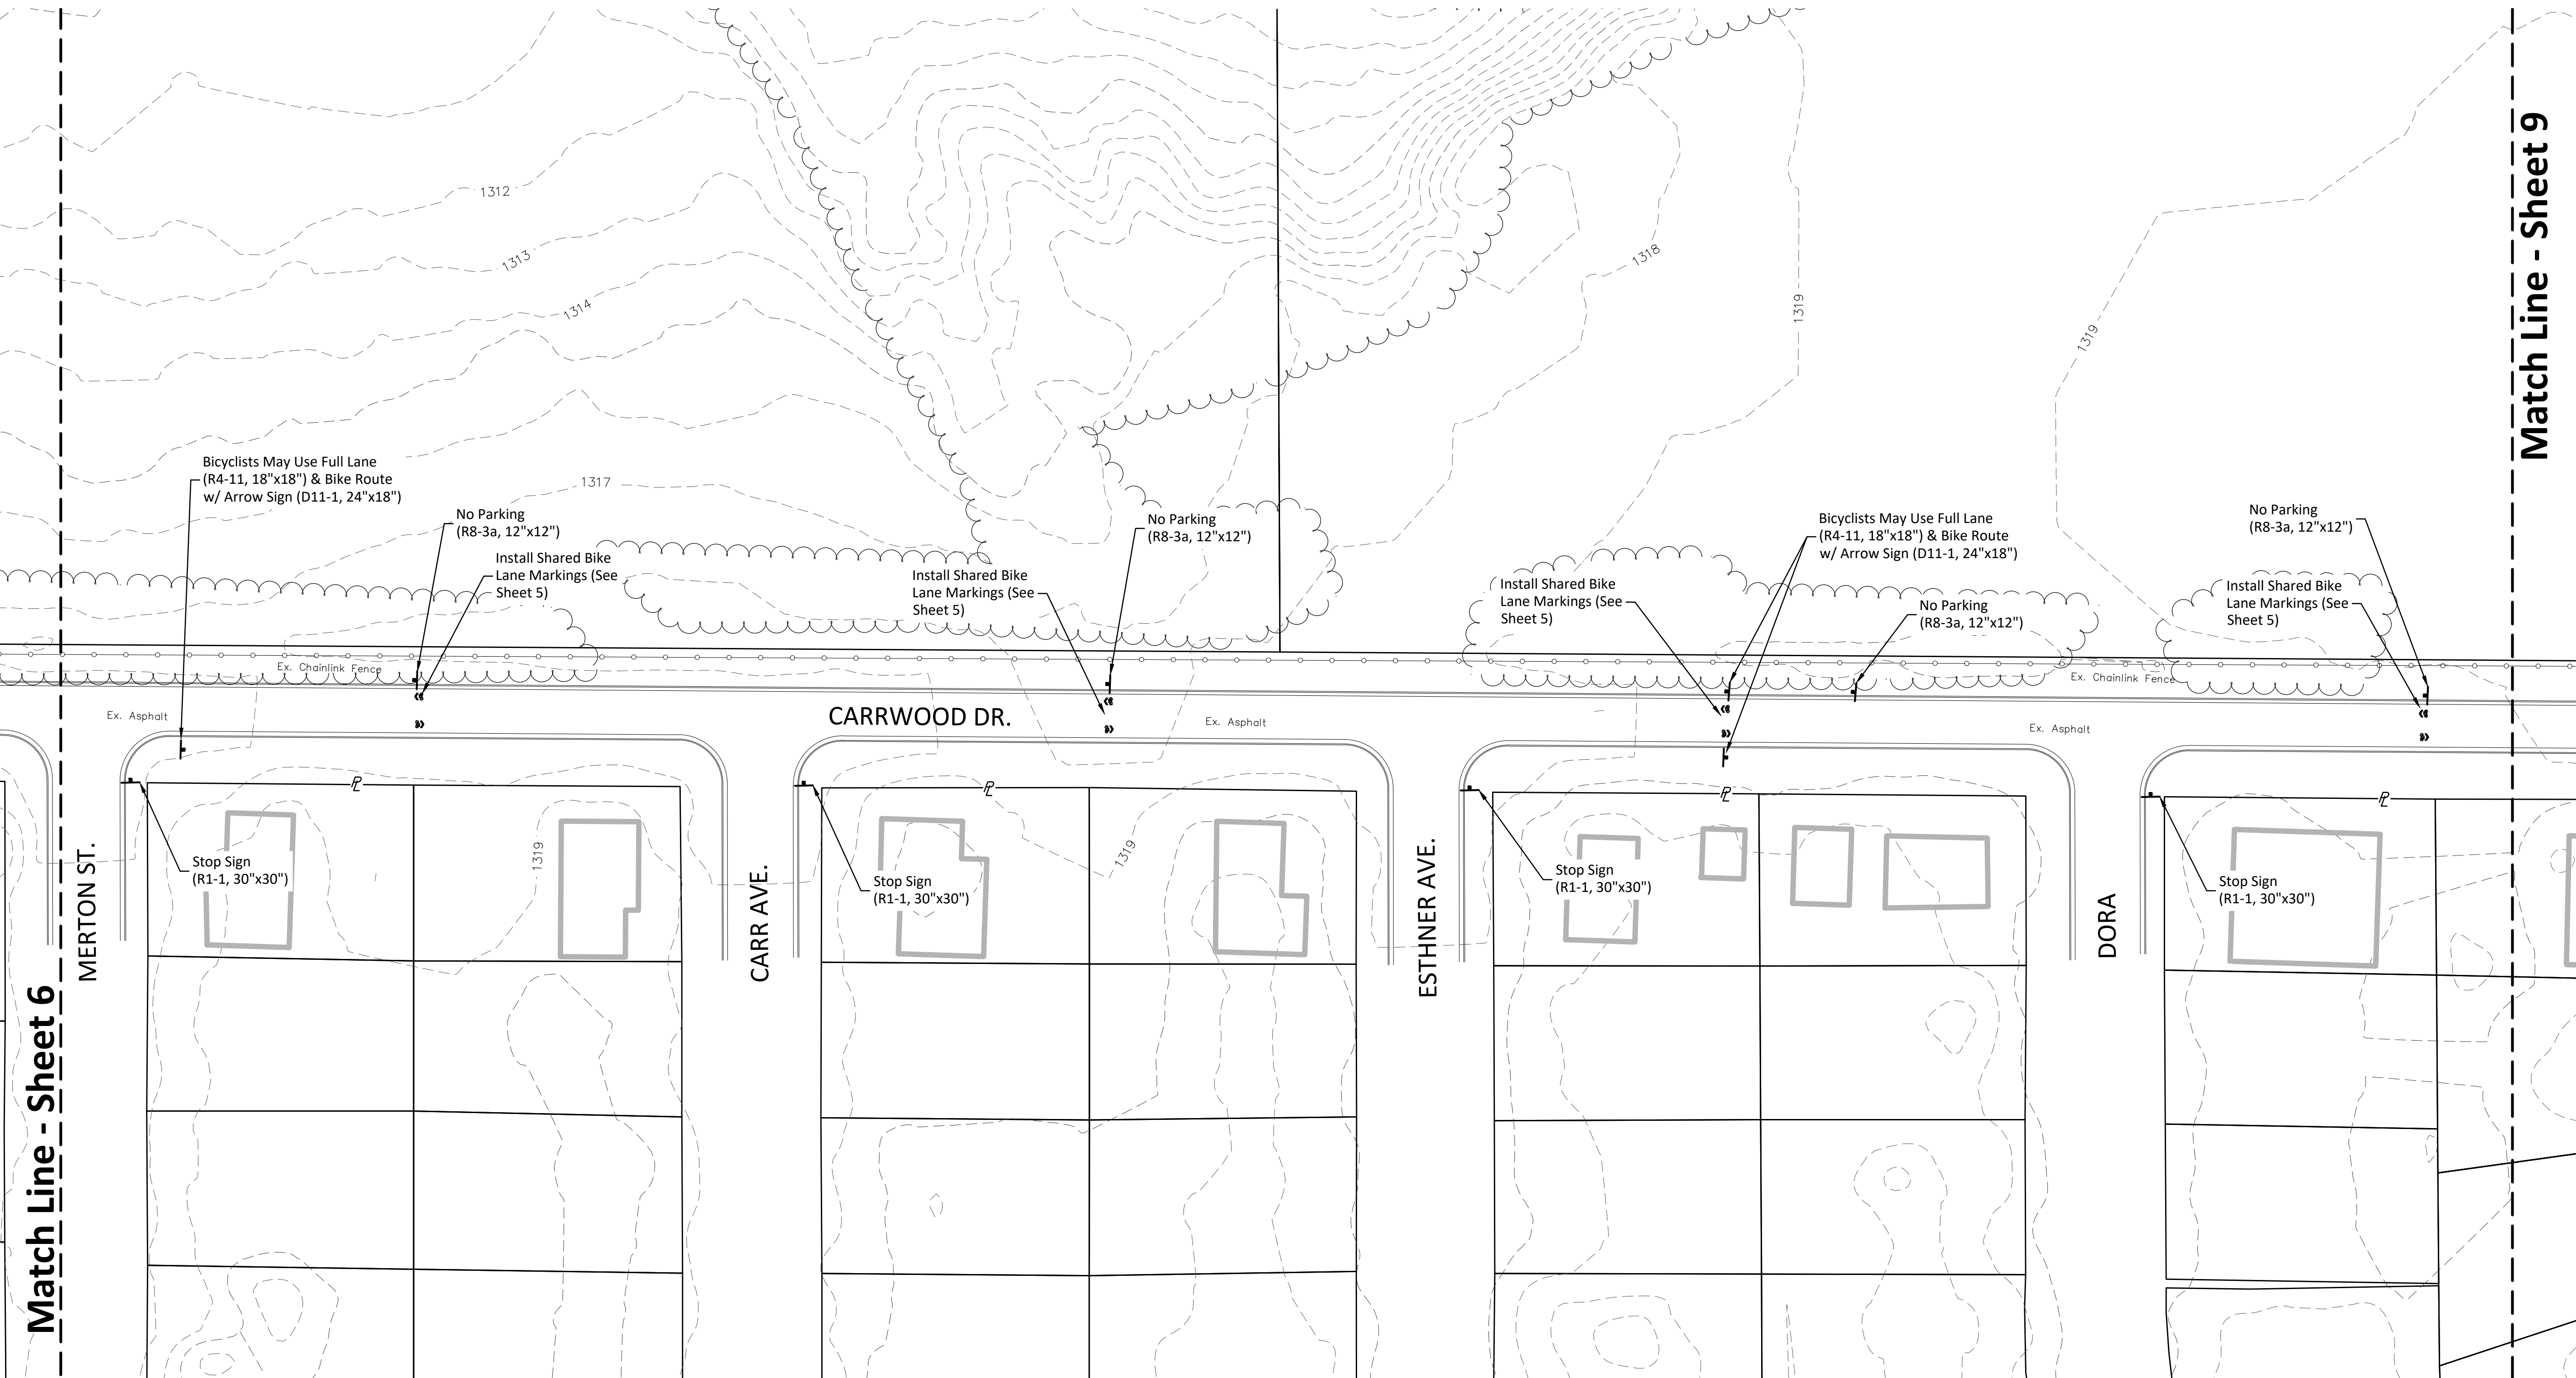 Match Line - Sheet 9
1312
1313
1314
1318
1319
1319
1317
Bicyclists May Use Full Lane
(R4-11, 18"x18") & Bike Route
w/ Arrow Sign (D11-1, 24"x18")
No Parking
(R8-3a, 12"x12")
Install Shared Bike
Lane Markings (See
Sheet 5)
Install Shared Bike
Lane Markings (See
Sheet 5)
No Parking
(R8-3a, 12"x12")
Install Shared Bike
Lane Markings (See
Sheet 5)
Bicyclists May Use Full Lane
(R4-11, 18"x18") & Bike Route
w/ Arrow Sign (D11-1, 24"x18")
No Parking
(R8-3a, 12"x12")
No Parking
(R8-3a, 12"x12")
Install Shared Bike
Lane Markings (See
Sheet 5)
Ex. Chainlink Fence
Ex. Chainlink Fence
Ex. Asphalt
CARRWOOD DR.
Ex. Asphalt
Ex. Asphalt
PL
PL
PL
PL
Stop Sign
(R1-1, 30"x30")
1319
Stop Sign
(R1-1, 30"x30")
1319
Stop Sign
(R1-1, 30"x30")
Stop Sign
(R1-1, 30"x30")
MERTON ST.
CARR AVE.
ESTHNER AVE.
DORA
Match Line - Sheet 6